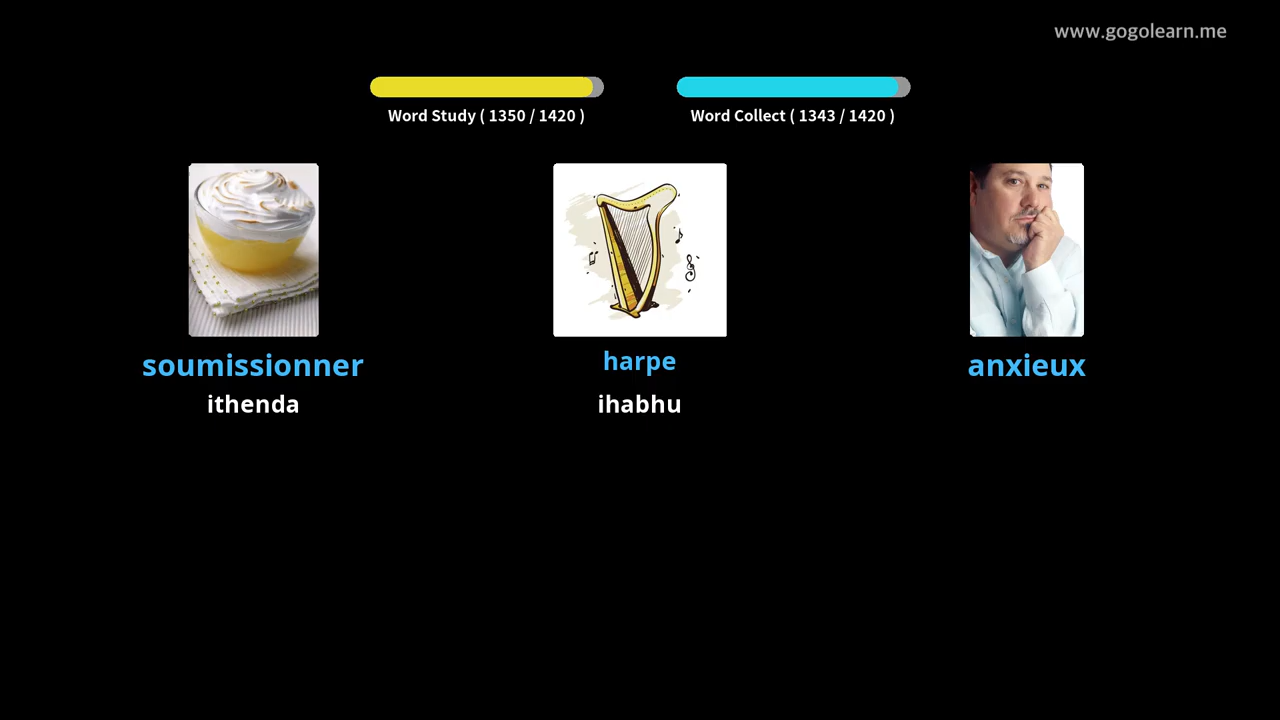 www.gogolearn.me
Word Study ( 1350 / 1420 )
Word Collect ( 1343 / 1420 )
soumissionner
harpe
anxieux
ithenda
ihabhu